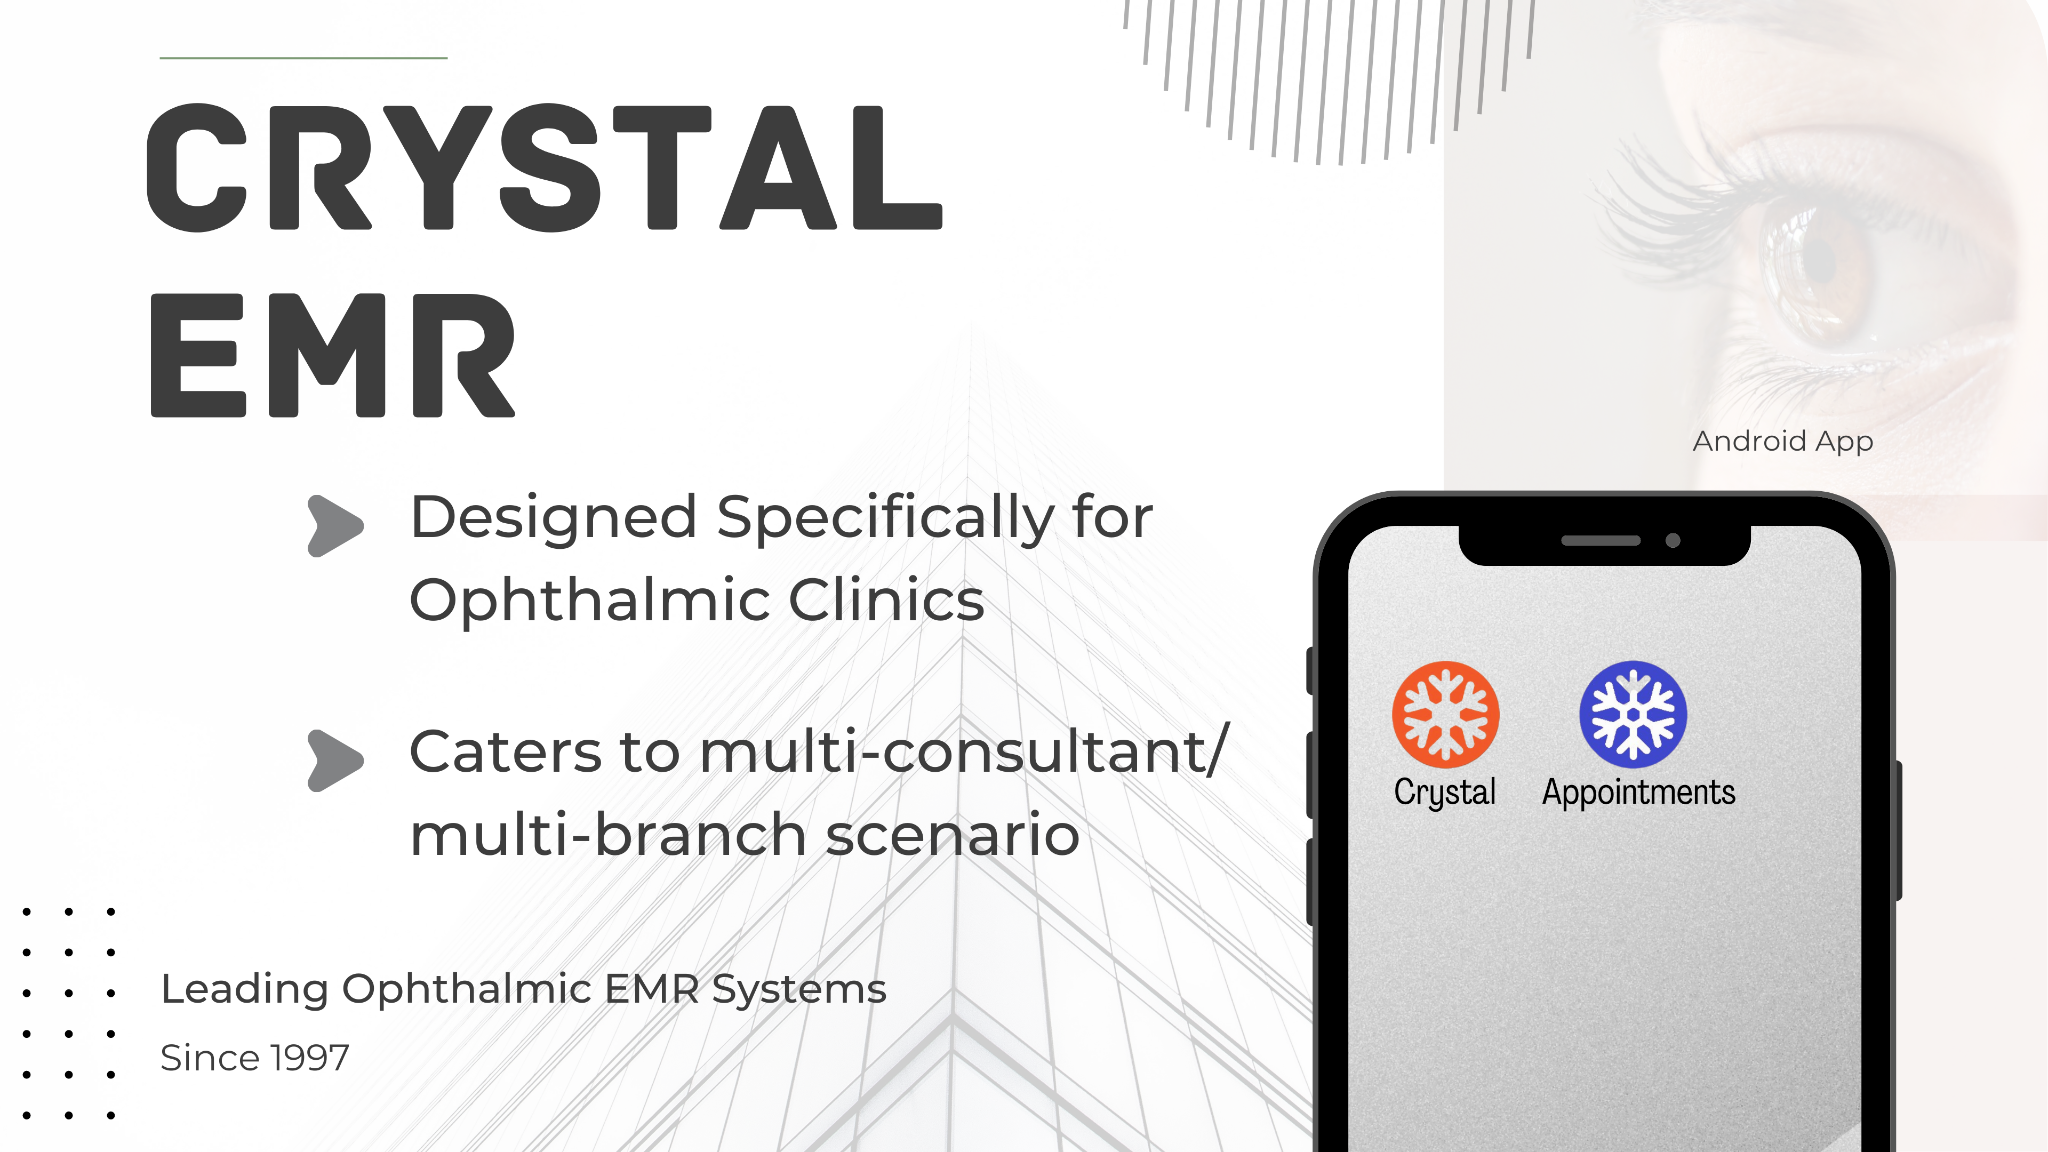 CRYSTAL
EMR
Designed Specifically for
Ophthalmic Clinics
Caters to multi-consultant/
multi-branch scenario
Leading Ophthalmic EMR Systems
Since 1997
Android App
Crystal
Appointments